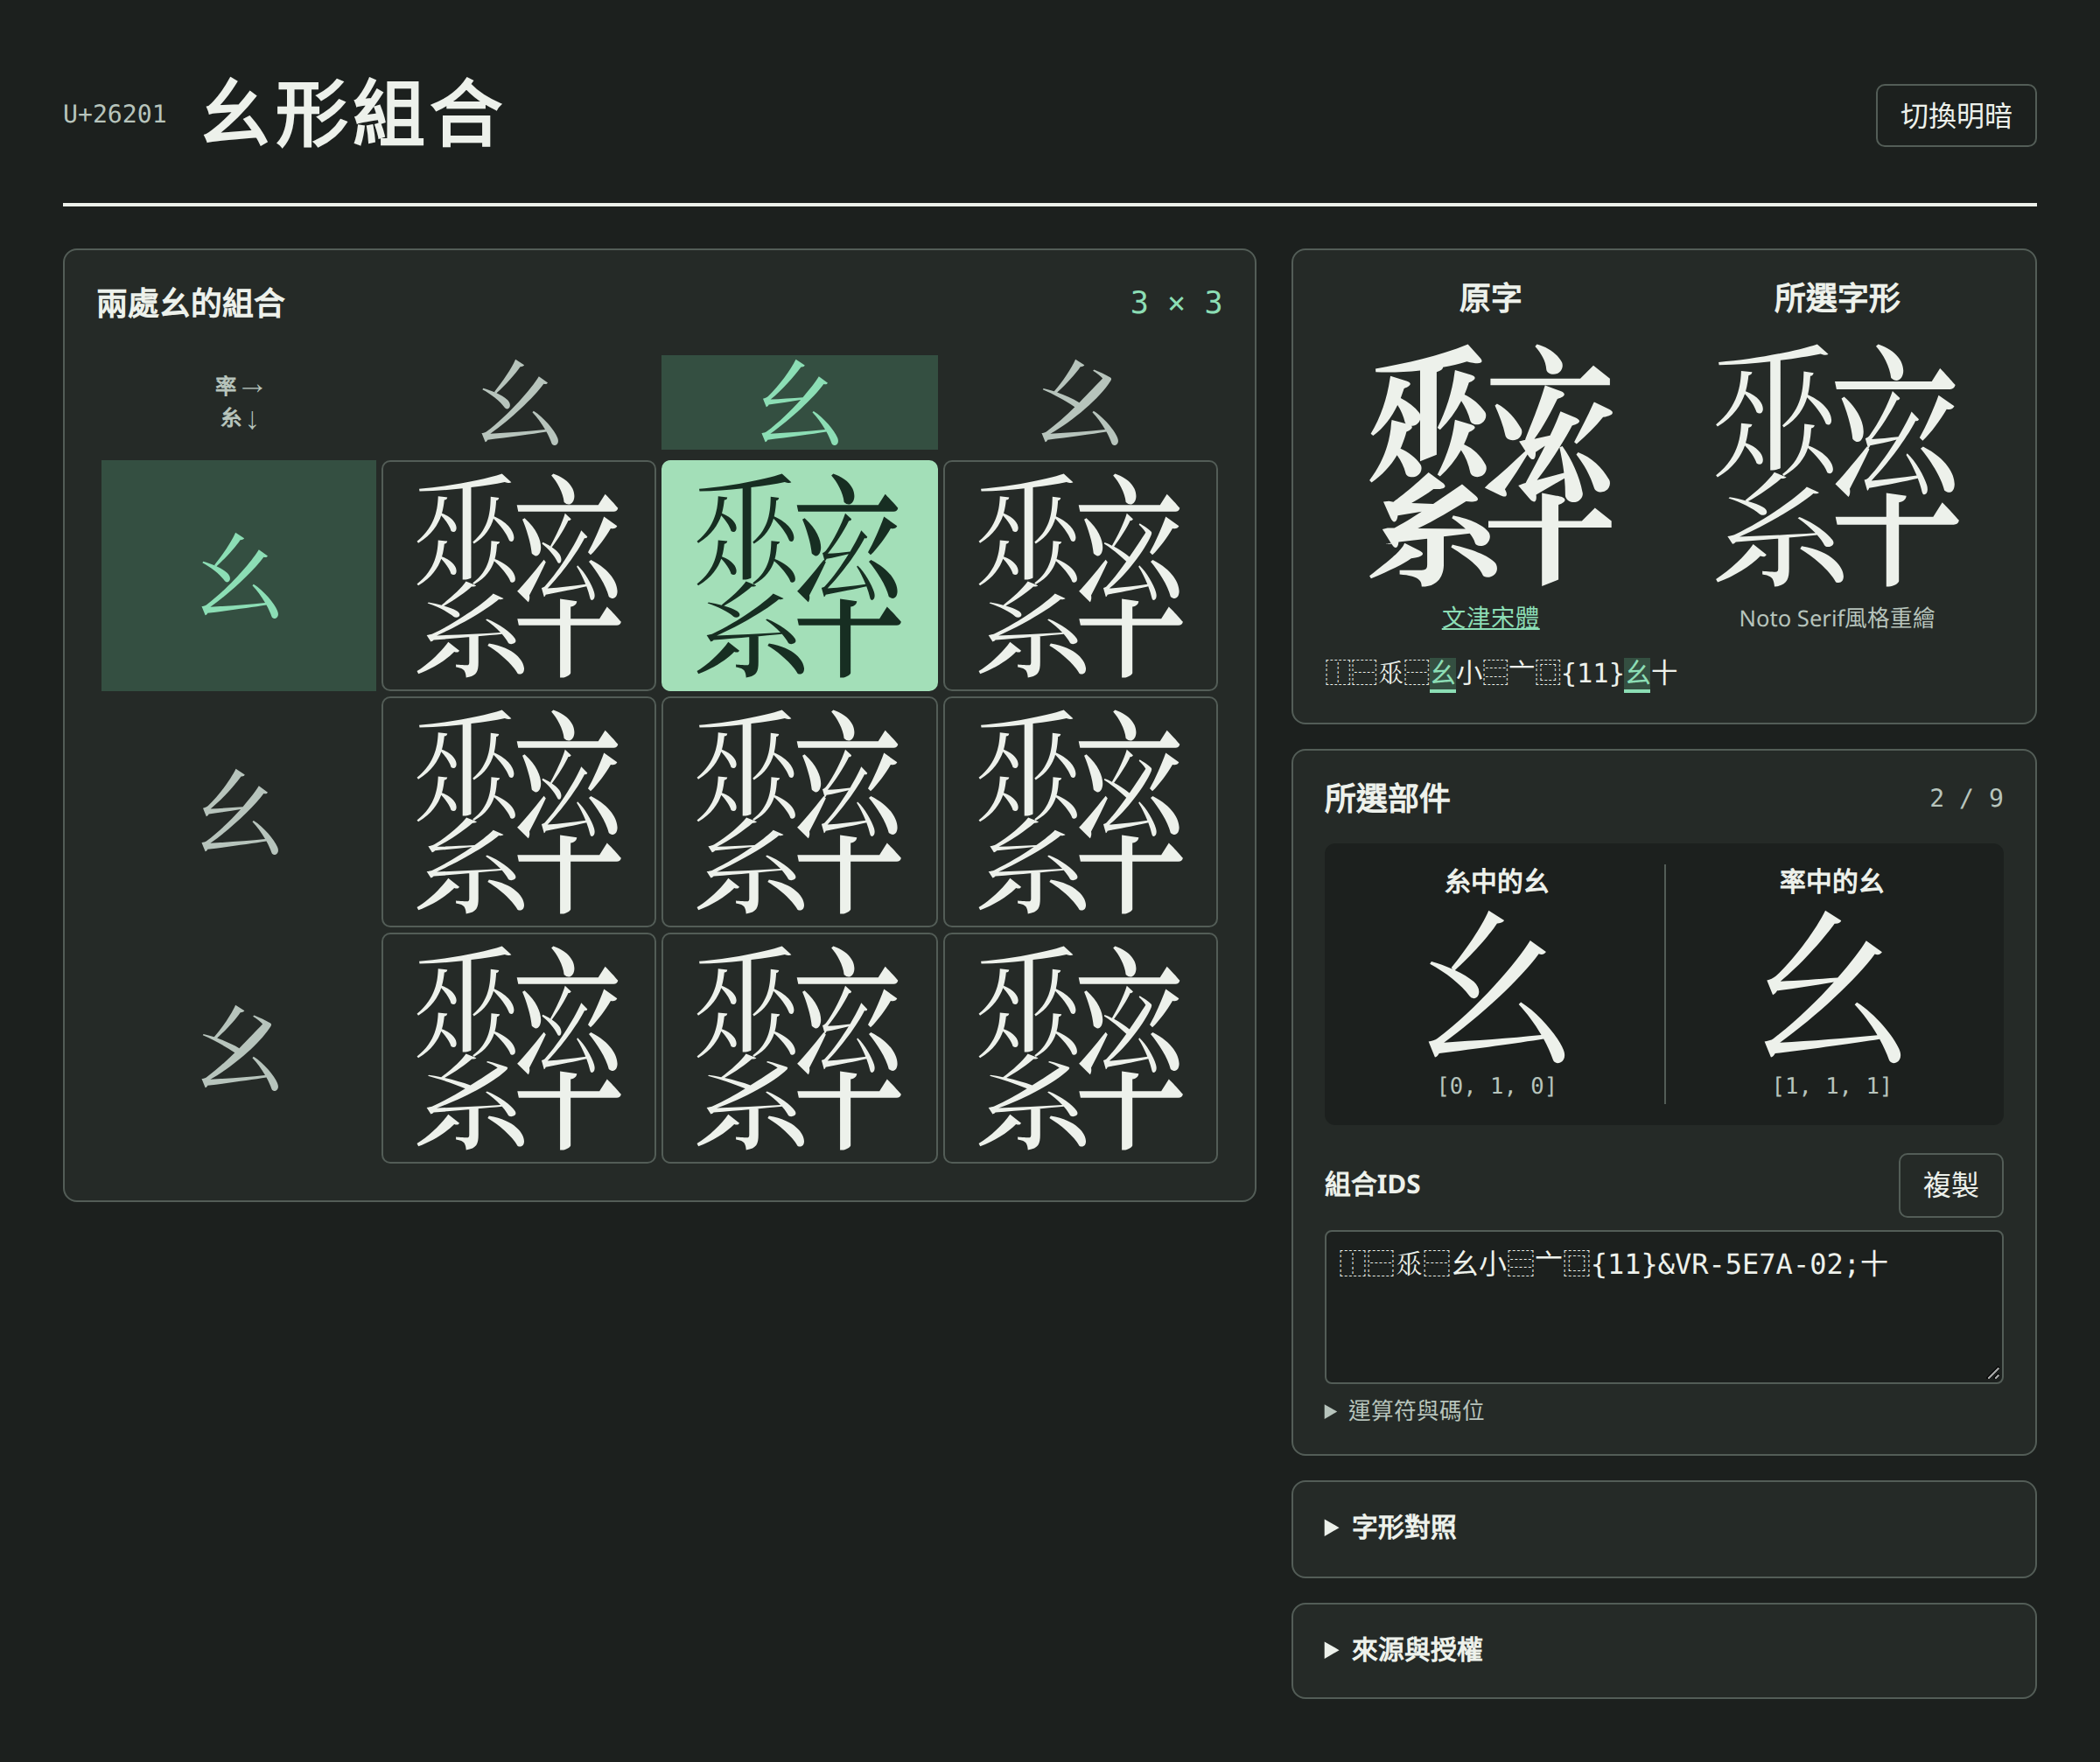 U+26201 幺形組合
切換明暗
兩處幺的組合
3 × 3
率→
糸↓
幺 幺 幺
幺
幺
幺
原字
所選字形
𦈁 𦈁
文津宋體
Noto Serif風格重繪
⿰⿱𠂢⿱幺小⿳亠⿴{11}幺十
所選部件
2 / 9
糸中的幺
率中的幺
幺 幺
[0, 1, 0]
[1, 1, 1]
組合IDS
複製
⿰⿱𠂢⿱幺小⿳亠⿴{11}&VR-5E7A-02;十
運算符與碼位
字形對照
來源與授權